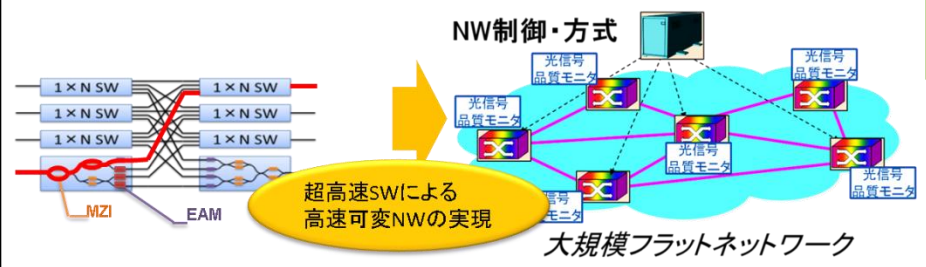 NW制御・方式
光信号
品質モニタ
光信号
品質モニタ
光信号
品質モニタ
1×N SW
1×N SW
1×N SW
1×N SW
1×N SW
1×N SW
光信号
品質モニタ
光信号
品質モニタ
品質モニタ
MZI
EAM
超高速SWによる
高速可変NWの実現
大規模フラットネットワーク